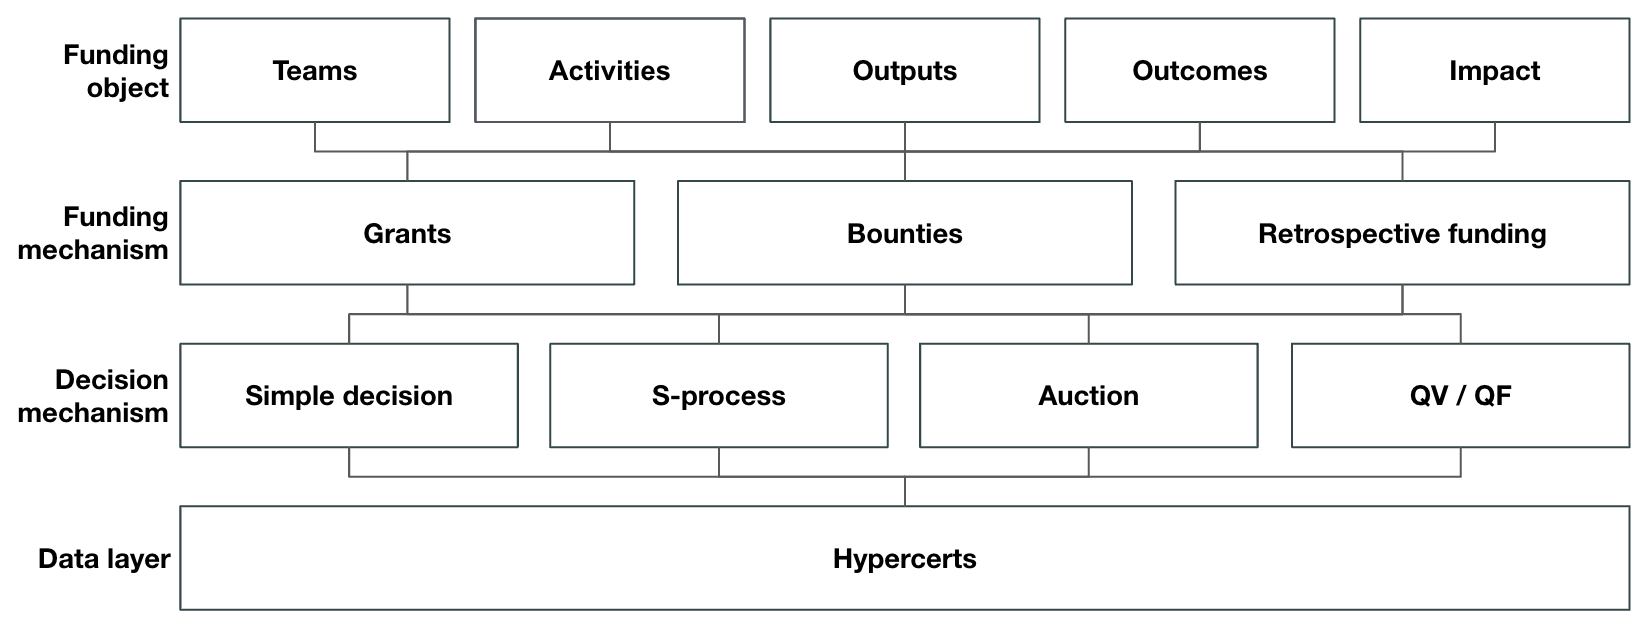 Funding
object
Teams
Activities
Outputs
Outcomes
Impact
Funding
mechanism
Grants
Bounties
Retrospective funding
Decision
mechanism
Simple decision
S-process
Auction
QV / QF
Data layer
Hypercerts